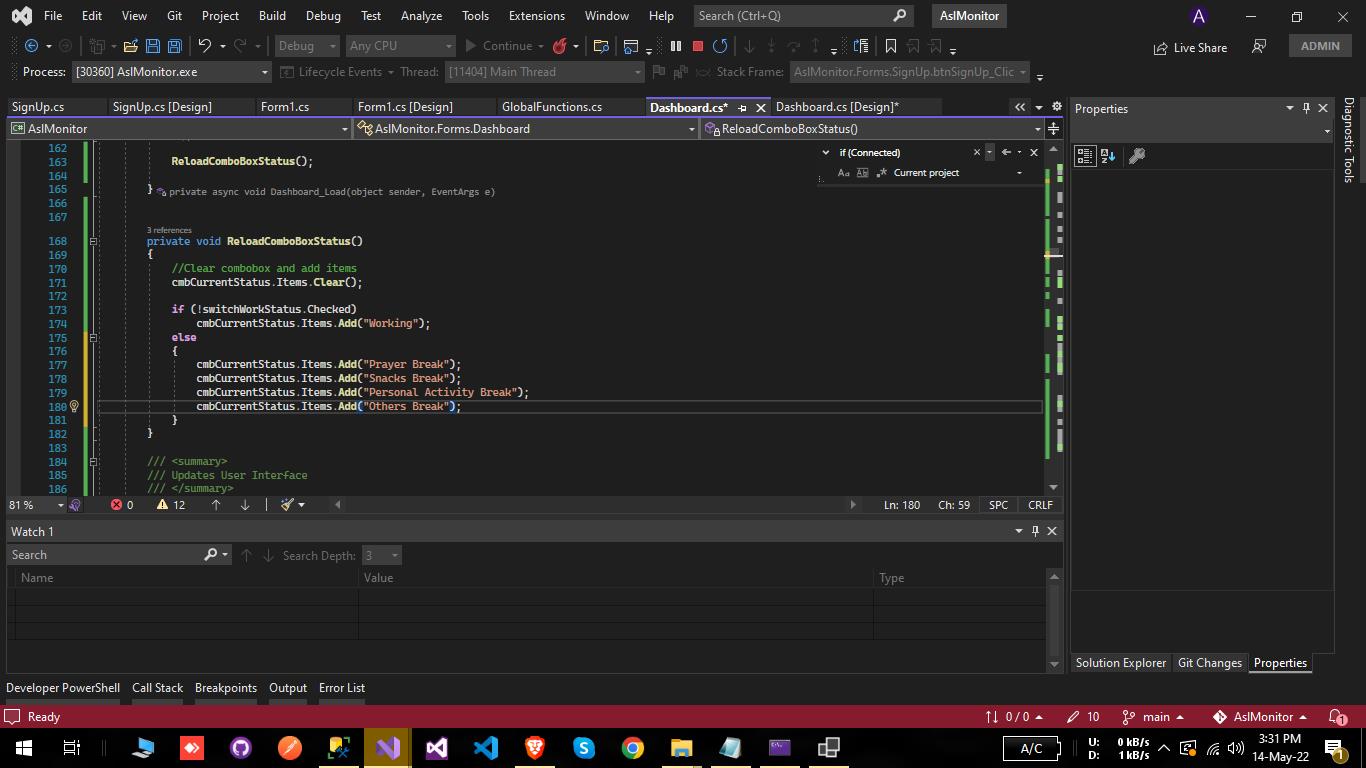 File Edit View Git Project Build Debug Test Analyze Tools Extensions Window Help Search (Ctrl+Q) AslMonitor A
Debug Any CPU Continue Live Share ADMIN
Process: [30360] AslMonitor.exe Lifecycle Events Thread: [11404] Main Thread Stack Frame: AslMonitor.Forms.SignUp.btnSignUp_Clic
SignUp.cs SignUp.cs [Design] Form1.cs Form1.cs [Design] GlobalFunctions.cs Dashboard.cs* Dashboard.cs [Design]* Properties
AslMonitor AslMonitor.Forms.Dashboard ReloadComboBoxStatus()
Diagnostic Tools
if (Connected)
Aa Ab .* Current project
162
163 ReloadComboBoxStatus();
164
165 } private async void Dashboard_Load(object sender, EventArgs e)
166
167
3 references
168 private void ReloadComboBoxStatus()
169 {
170 //Clear combobox and add items
171 cmbCurrentStatus.Items.Clear();
172
173 if (!switchWorkStatus.Checked)
174 cmbCurrentStatus.Items.Add("Working");
175 else
176 {
177 cmbCurrentStatus.Items.Add("Prayer Break");
178 cmbCurrentStatus.Items.Add("Snacks Break");
179 cmbCurrentStatus.Items.Add("Personal Activity Break");
180 cmbCurrentStatus.Items.Add("Others Break");
181 }
182 }
183
184 /// <summary>
185 /// Updates User Interface
186 /// </summary>
81 % 0 12 Ln: 180 Ch: 59 SPC CRLF
Watch 1
Search Search Depth: 3
Name Value Type
Solution Explorer Git Changes Properties
Developer PowerShell Call Stack Breakpoints Output Error List
Ready 0 / 0 10 main AslMonitor 1
A/C U: 0 kB/s D: 1 kB/s 3:31 PM 14-May-22 1